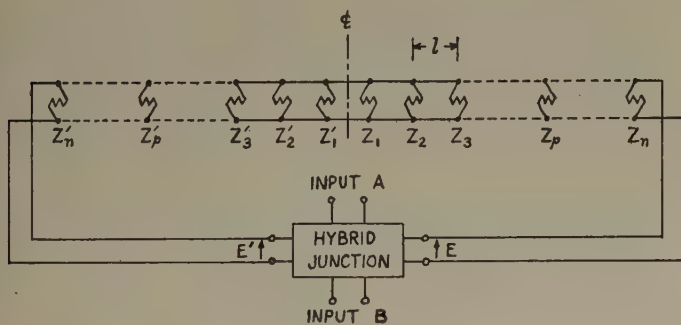 ℄
l
Z'n Z'p Z'3 Z'2 Z'1 Z1 Z2 Z3 Zp Zn
INPUT A
E' HYBRID JUNCTION E
INPUT B